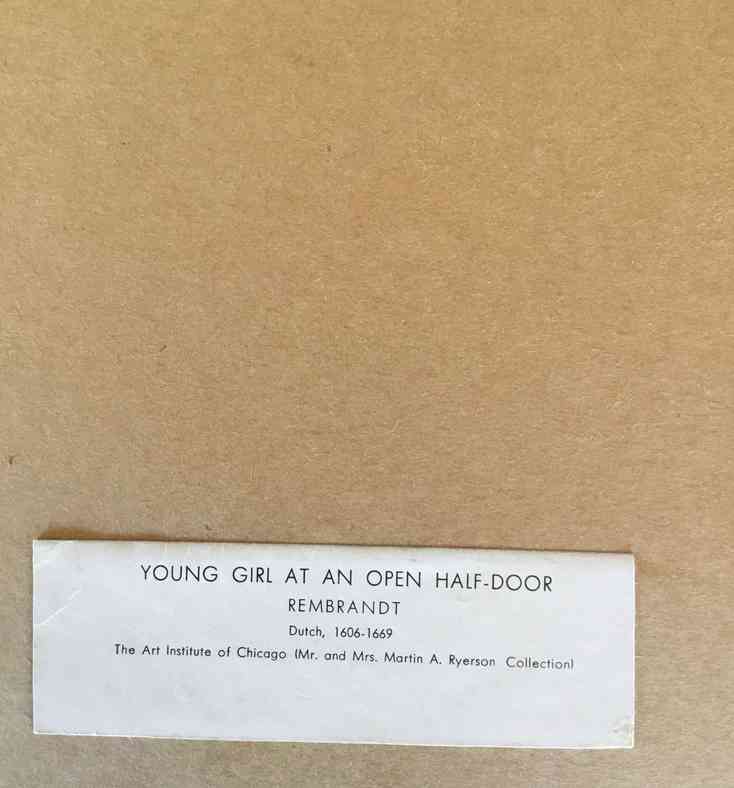 YOUNG GIRL AT AN OPEN HALF-DOOR
REMBRANDT
Dutch, 1606-1669
The Art Institute of Chicago (Mr. and Mrs. Martin A. Ryerson Collection)